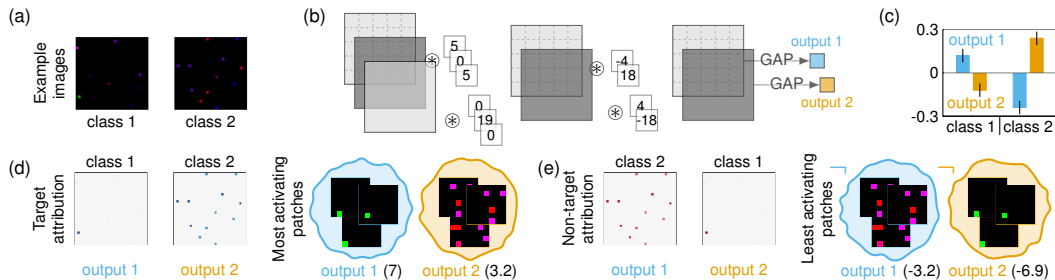 (a)
Example
images
class 1
class 2
(b)
5
0
5
0
19
0
-4
18
4
-18
GAP
GAP
output 1
output 2
(c)
0.3
0
-0.3
output 1
output 2
class 1
class 2
(d)
Target
attribution
class 1
class 2
output 1
output 2
Most activating
patches
output 1 (7)
output 2 (3.2)
(e)
Non-target
attribution
class 2
class 1
output 1
output 2
Least activating
patches
output 1 (-3.2)
output 2 (-6.9)